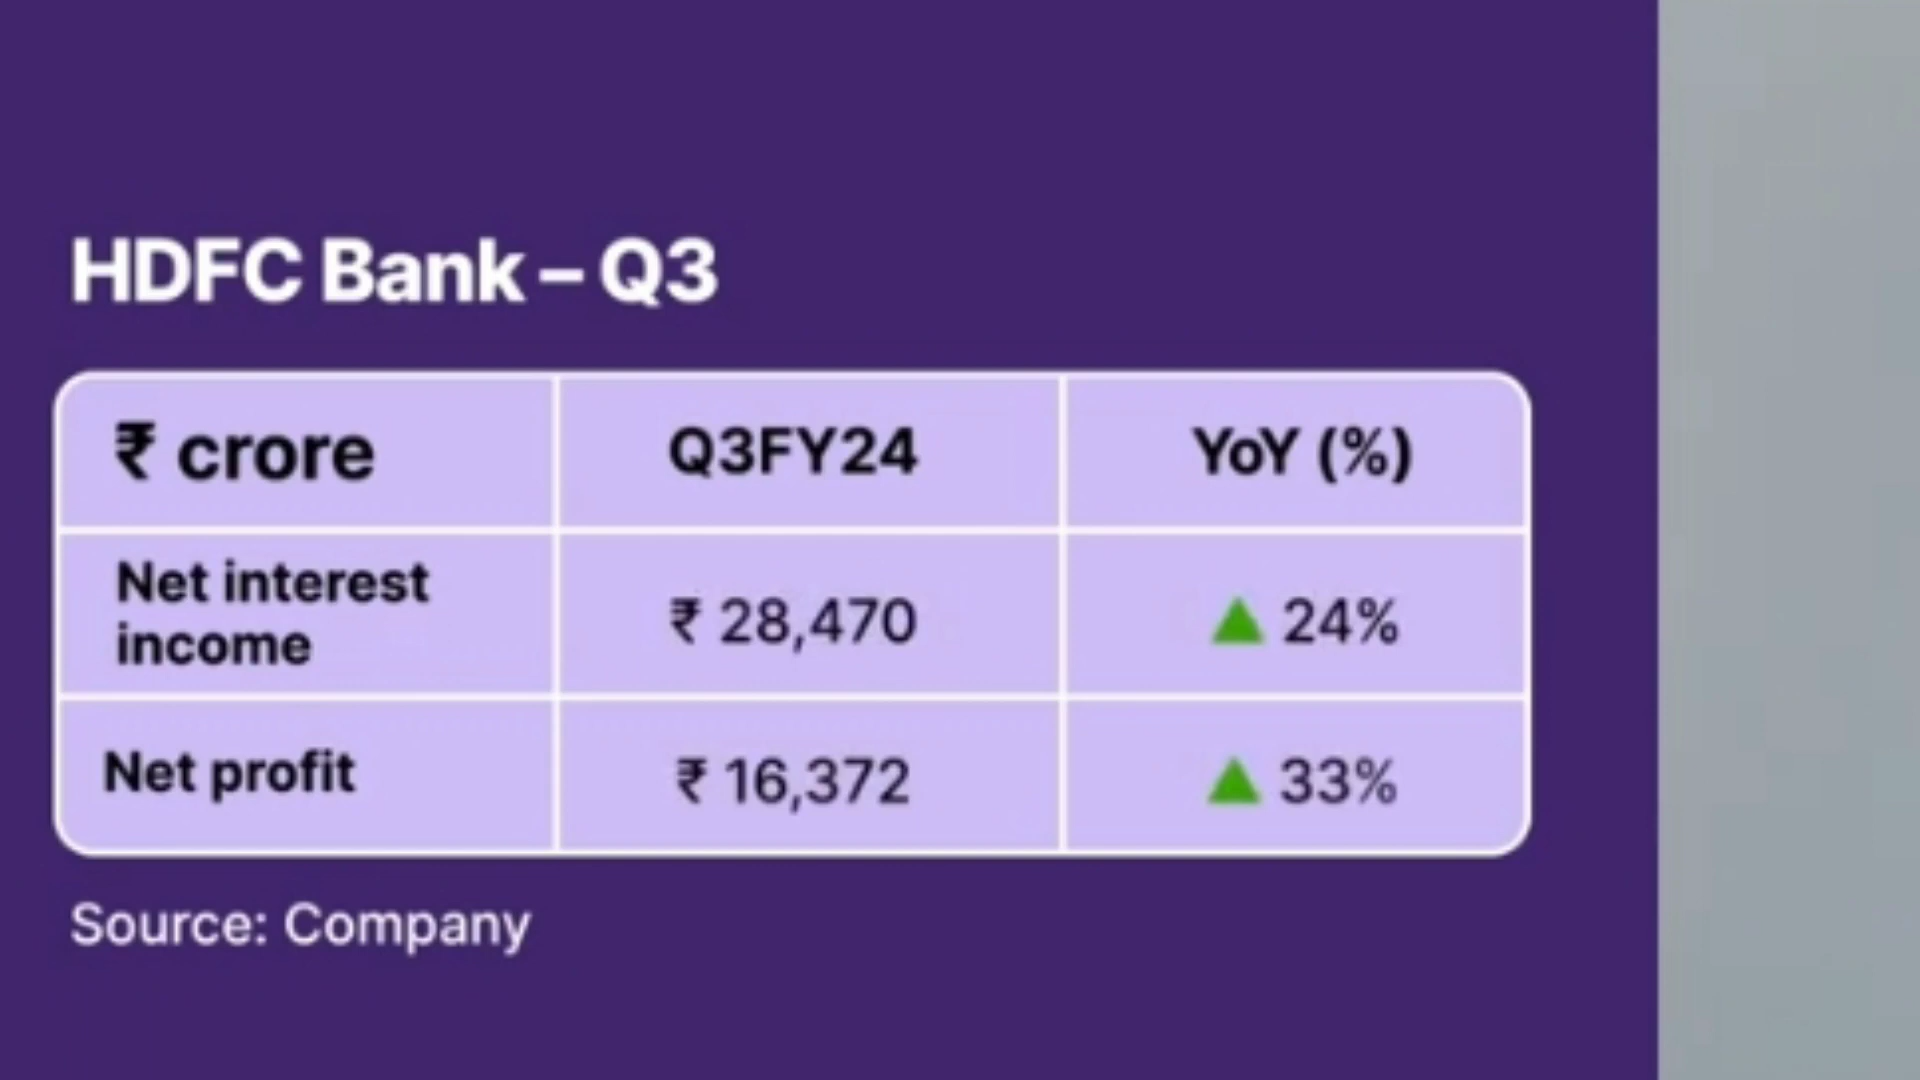 HDFC Bank – Q3
₹ crore Q3FY24 YoY (%)
Net interest
income ₹ 28,470 ▲ 24%
Net profit ₹ 16,372 ▲ 33%
Source: Company